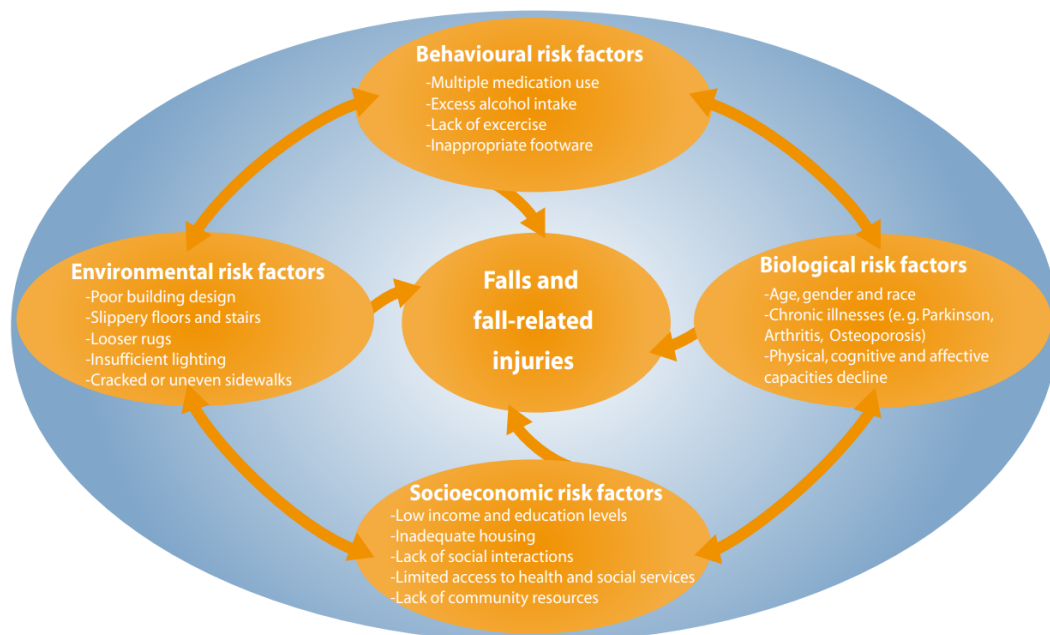 Behavioural risk factors
-Multiple medication use
-Excess alcohol intake
-Lack of excercise
-Inappropriate footware
Environmental risk factors
-Poor building design
-Slippery floors and stairs
-Looser rugs
-Insufficient lighting
-Cracked or uneven sidewalks
Falls and
fall-related
injuries
Biological risk factors
-Age, gender and race
-Chronic illnesses (e. g. Parkinson,
Arthritis, Osteoporosis)
-Physical, cognitive and affective
capacities decline
Socioeconomic risk factors
-Low income and education levels
-Inadequate housing
-Lack of social interactions
-Limited access to health and social services
-Lack of community resources